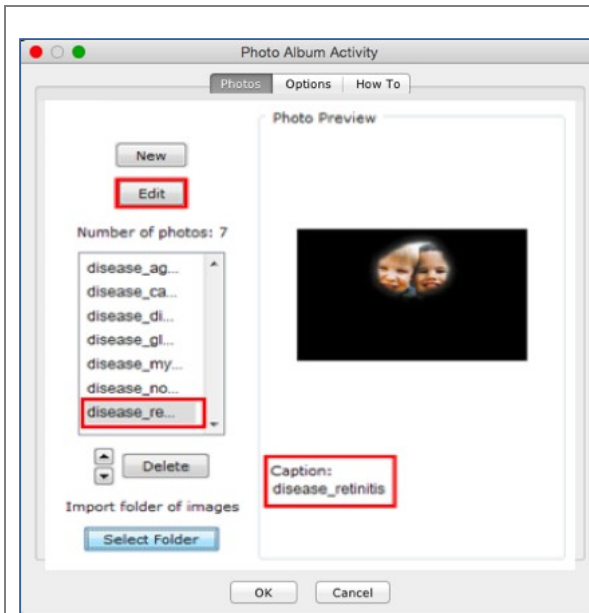 Photo Album Activity
Photos Options How To
New
Edit
Number of photos: 7
disease_ag...
disease_ca...
disease_di...
disease_gl...
disease_my...
disease_no...
disease_re...
Delete
Import folder of images
Select Folder
Photo Preview
Caption:
disease_retinitis
OK Cancel